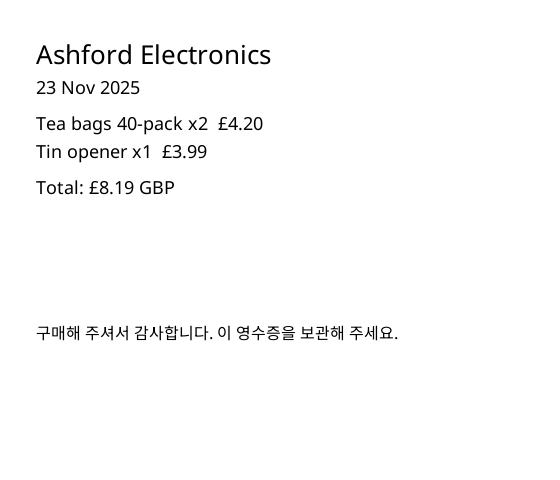 Ashford Electronics
23 Nov 2025
Tea bags 40-pack x2  £4.20
Tin opener x1  £3.99
Total: £8.19 GBP
구매해 주셔서 감사합니다. 이 영수증을 보관해 주세요.